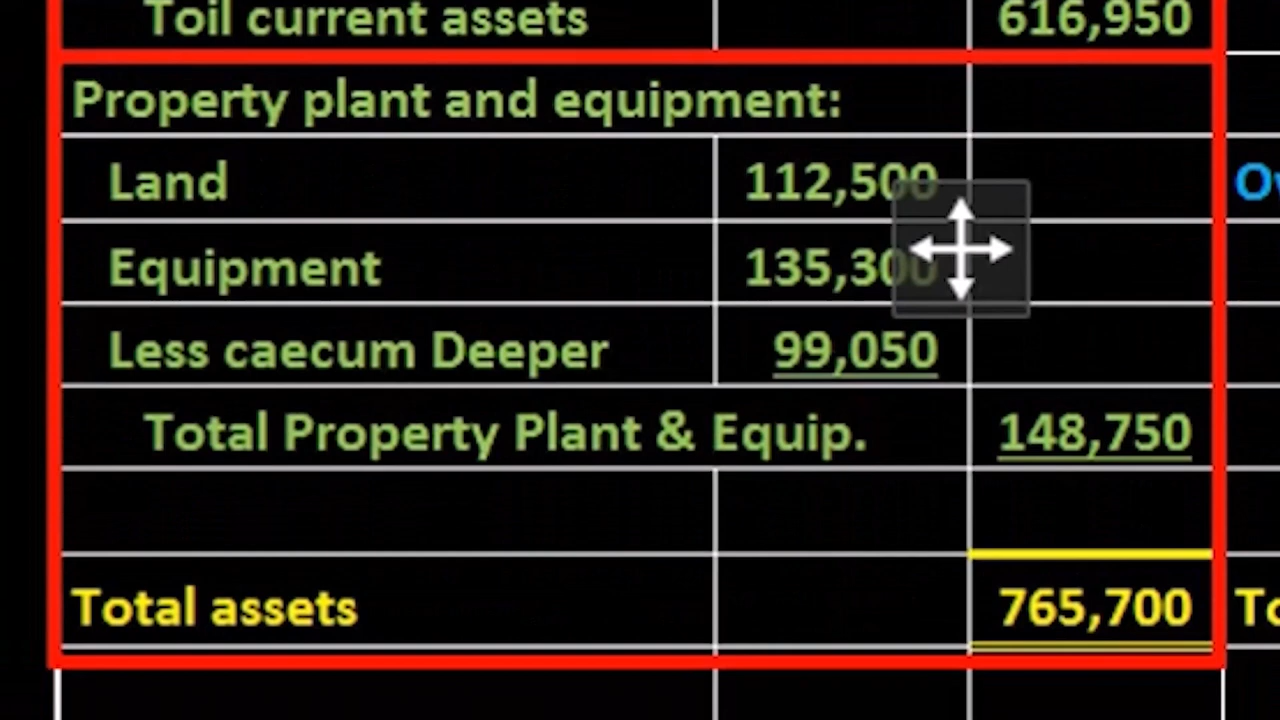 Toil current assets 616,950
Property plant and equipment:
Land 112,500
Equipment 135,300
Less caecum Deeper 99,050
Total Property Plant & Equip. 148,750
Total assets 765,700